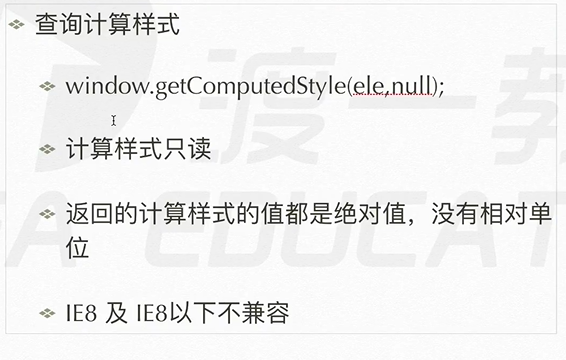 查询计算样式
window.getComputedStyle(ele,null);
计算样式只读
返回的计算样式的值都是绝对值，没有相对单
位
IE8 及 IE8以下不兼容
渡一教
EDUCAT